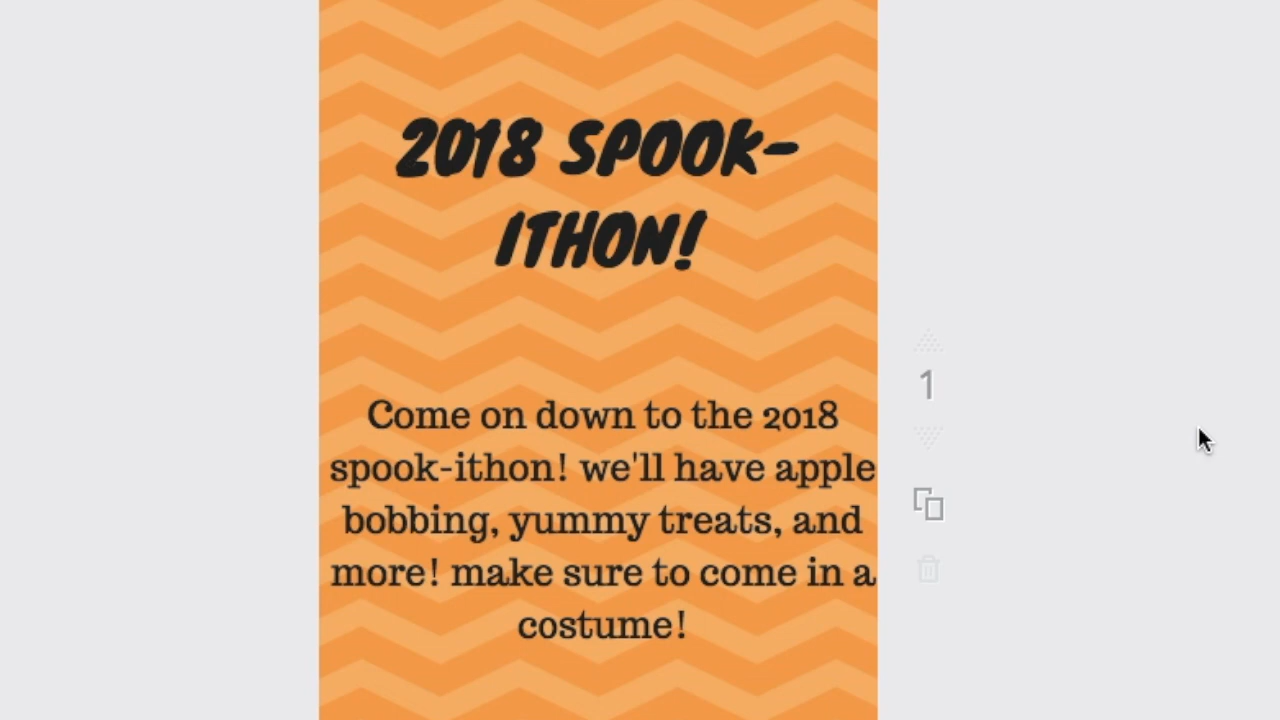 2018 SPOOK-
ITHON!
Come on down to the 2018
spook-ithon! we'll have apple
bobbing, yummy treats, and
more! make sure to come in a
costume!
1